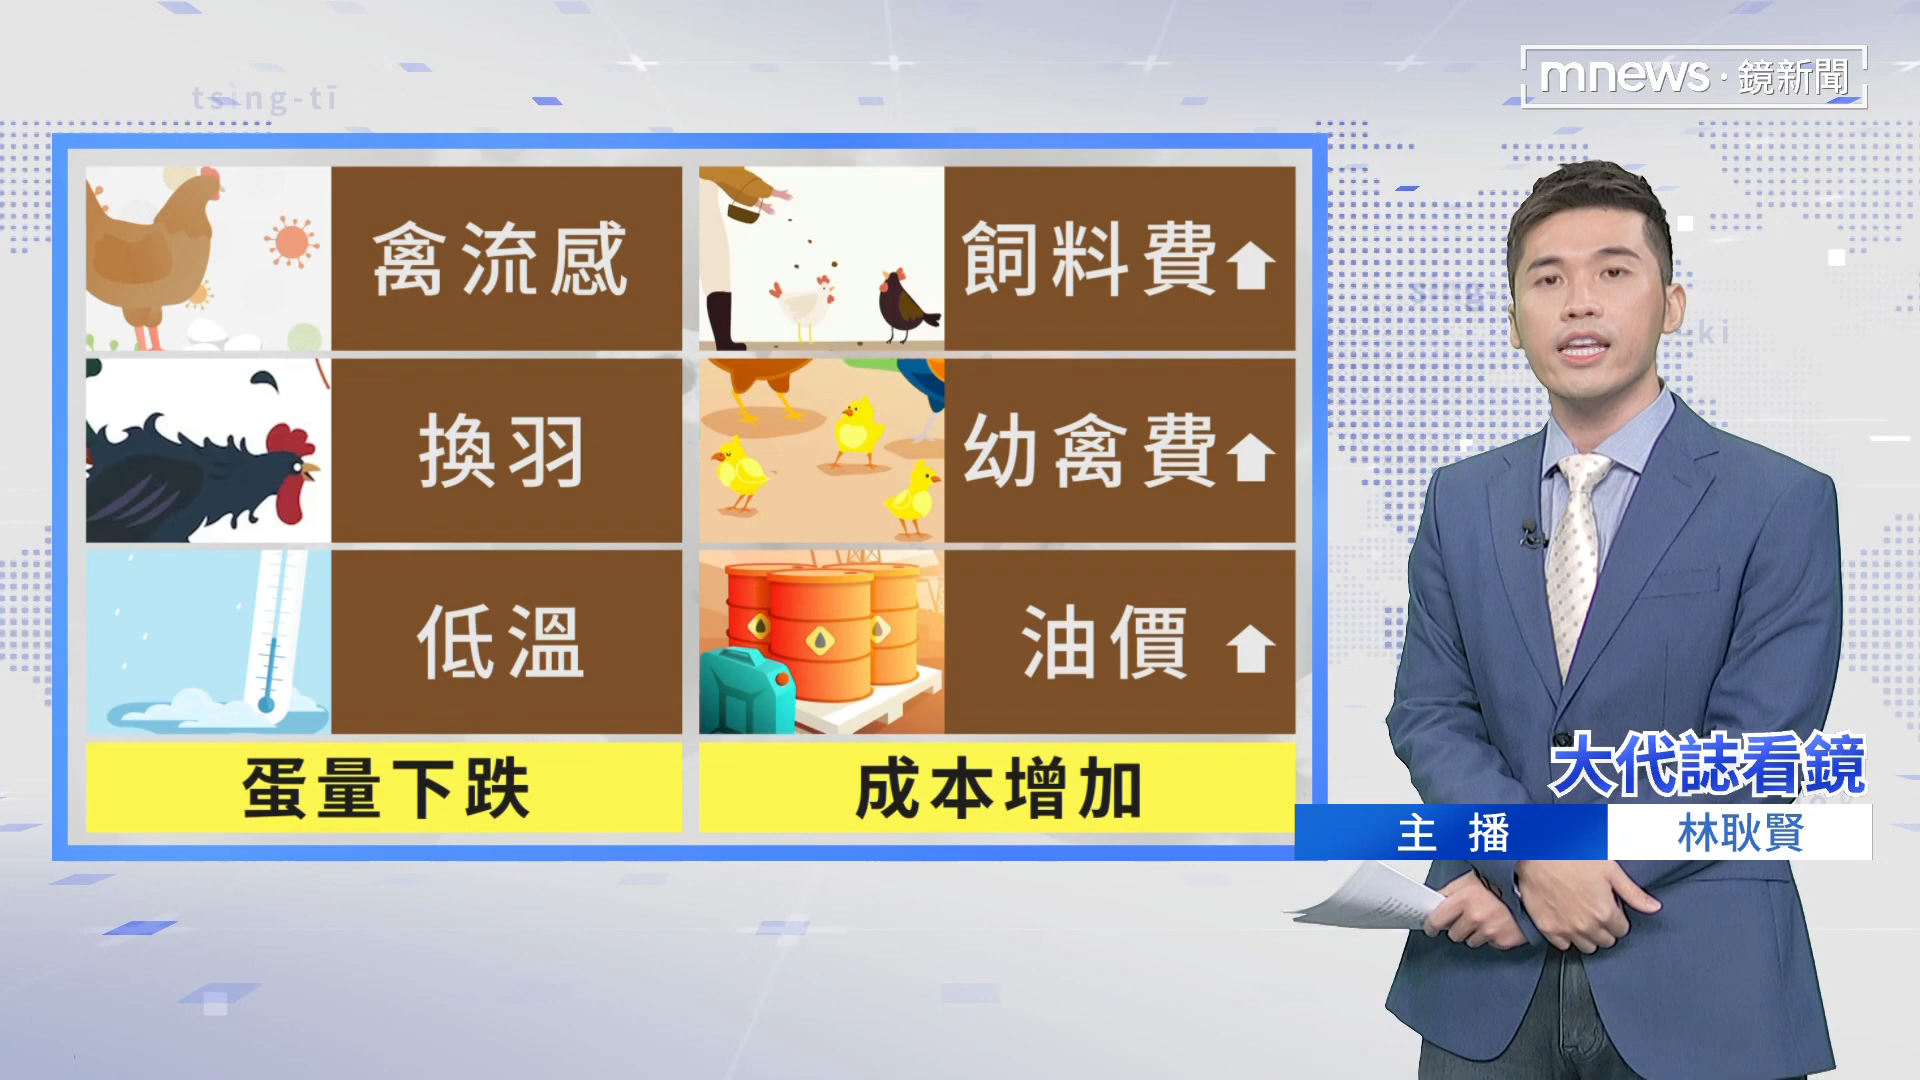 tsìng-tī
mnews·鏡新聞
禽流感
飼料費⬆
換羽
幼禽費⬆
低溫
油價⬆
蛋量下跌
成本增加
大代誌看鏡
主播
林耿賢